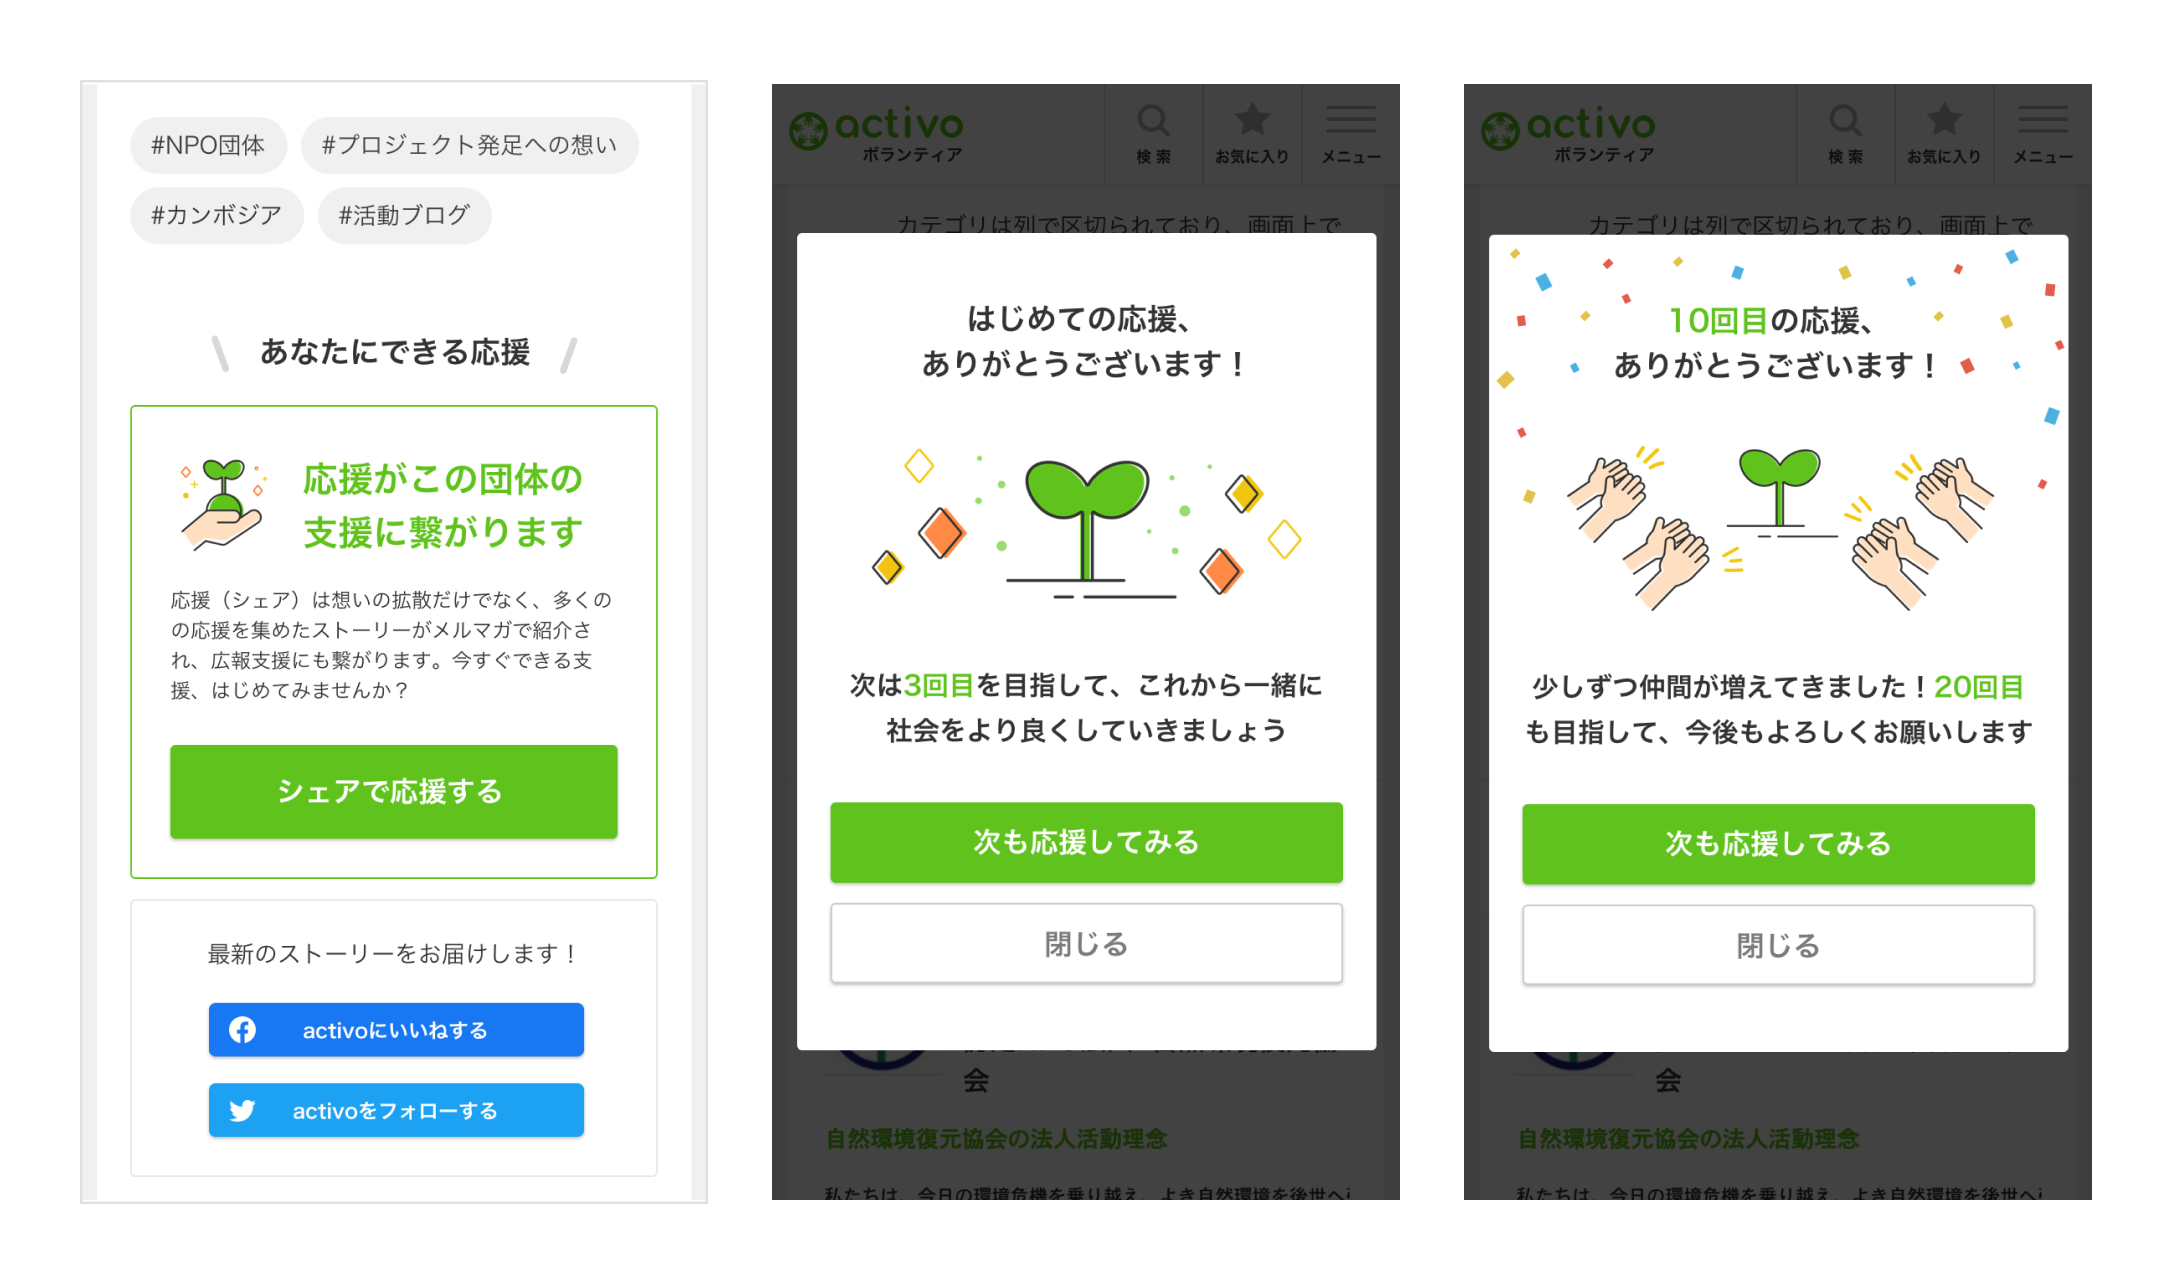 #NPO団体
#プロジェクト発足への想い
#カンボジア
#活動ブログ
あなたにできる応援
応援がこの団体の
支援に繋がります
応援（シェア）は想いの拡散だけでなく、多くの
の応援を集めたストーリーがメルマガで紹介さ
れ、広報支援にも繋がります。今すぐできる支
援、はじめてみませんか？
シェアで応援する
最新のストーリーをお届けします！
activoにいいねする
activoをフォローする
activo
ボランティア
検索
お気に入り
メニュー
カテゴリは列で区切られており、画面上で
はじめての応援、
ありがとうございます！
次は3回目を目指して、これから一緒に
社会をより良くしていきましょう
次も応援してみる
閉じる
会
自然環境復元協会の法人活動理念
私たちは、今日の環境危機を乗り越え、よき自然環境を後世へ
activo
ボランティア
検索
お気に入り
メニュー
カテゴリは列で区切られており、画面上で
10回目の応援、
ありがとうございます！
少しずつ仲間が増えてきました！20回目
も目指して、今後もよろしくお願いします
次も応援してみる
閉じる
会
自然環境復元協会の法人活動理念
私たちは、今日の環境危機を乗り越え、よき自然環境を後世へ